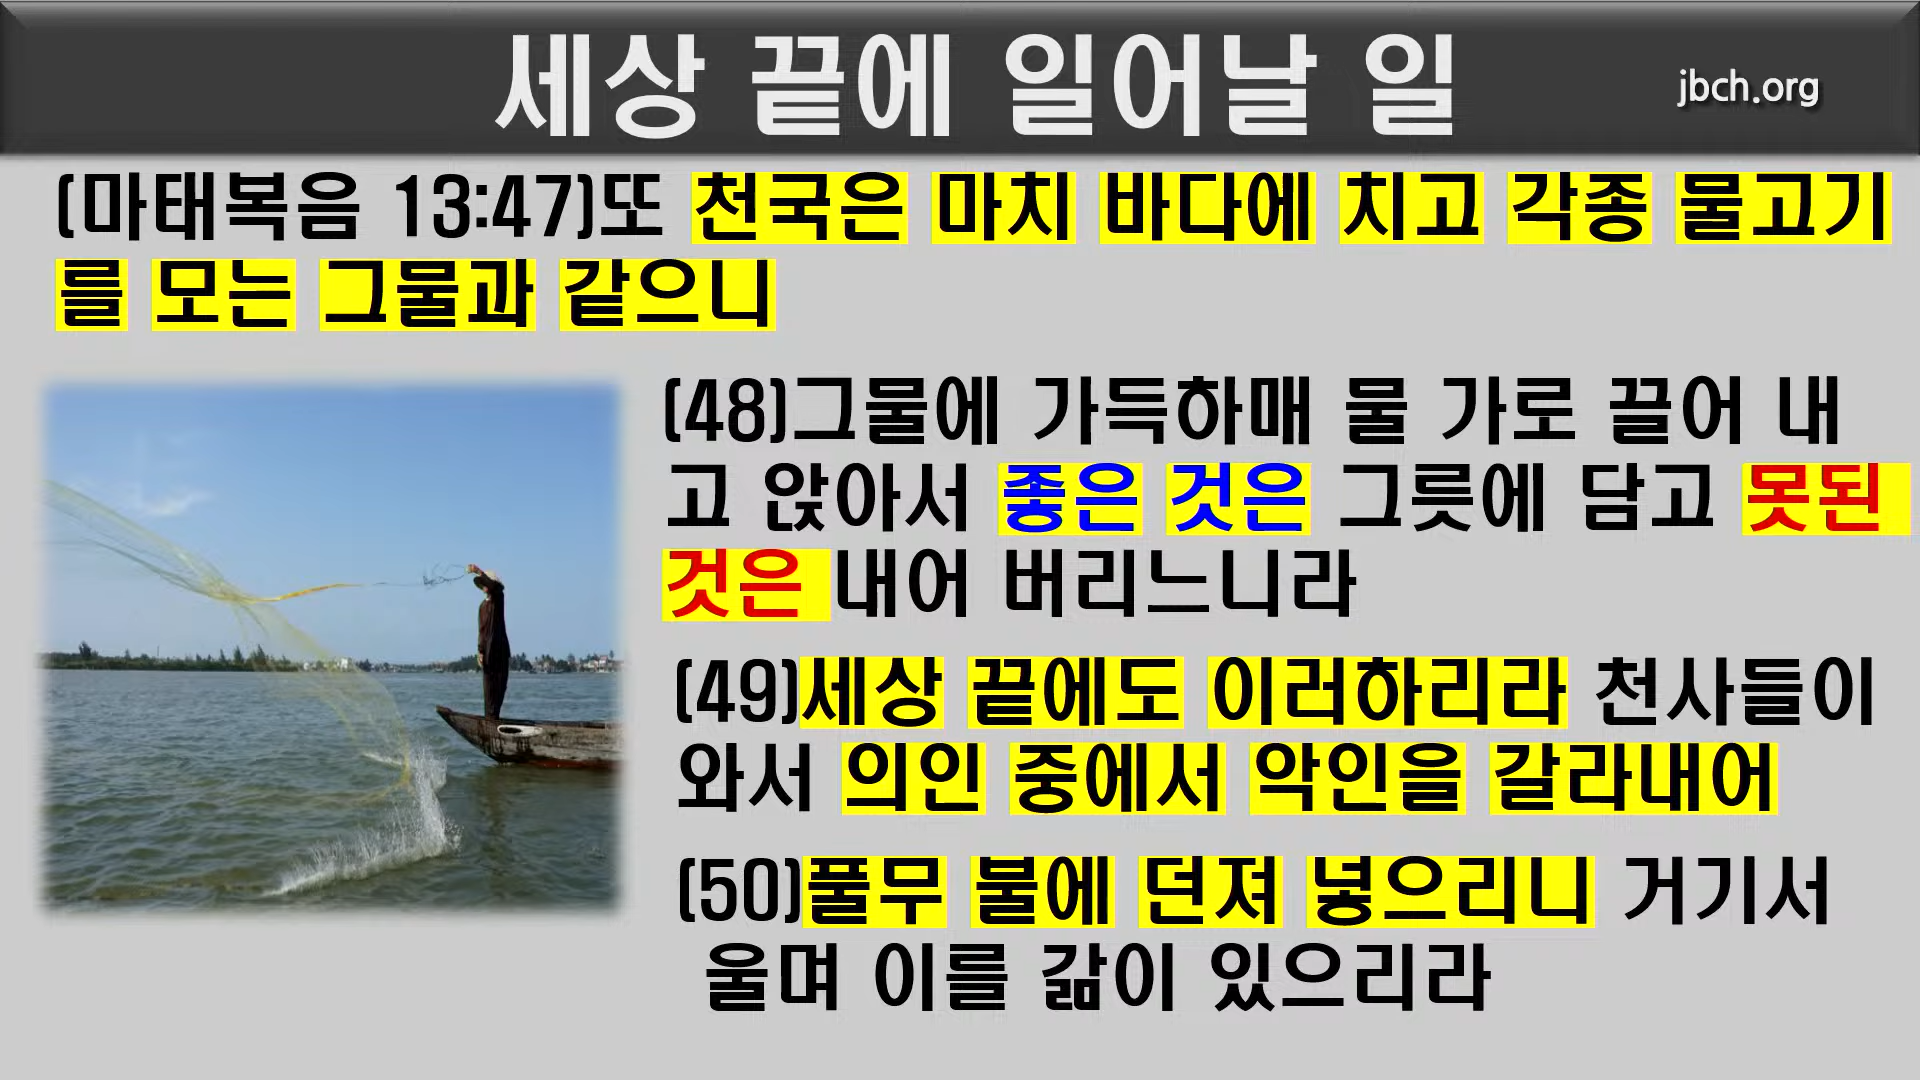 세상 끝에 일어날 일
jbch.org
(마태복음 13:47)또 천국은 마치 바다에 치고 각종 물고기
를 모는 그물과 같으니
(48)그물에 가득하매 물 가로 끌어 내
고 앉아서 좋은 것은 그릇에 담고 못된
것은 내어 버리느니라
(49)세상 끝에도 이러하리라 천사들이
와서 의인 중에서 악인을 갈라내어
(50)풀무 불에 던져 넣으리니 거기서
울며 이를 갊이 있으리라